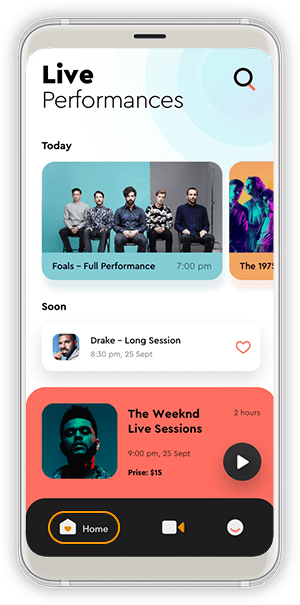 Live
Performances
Today
Foals – Full Performance 7:00 pm
The 1975
Soon
Drake – Long Session
8:30 pm, 25 Sept
The Weeknd 2 hours
Live Sessions
9:00 pm, 25 Sept
Prise: $15
Home